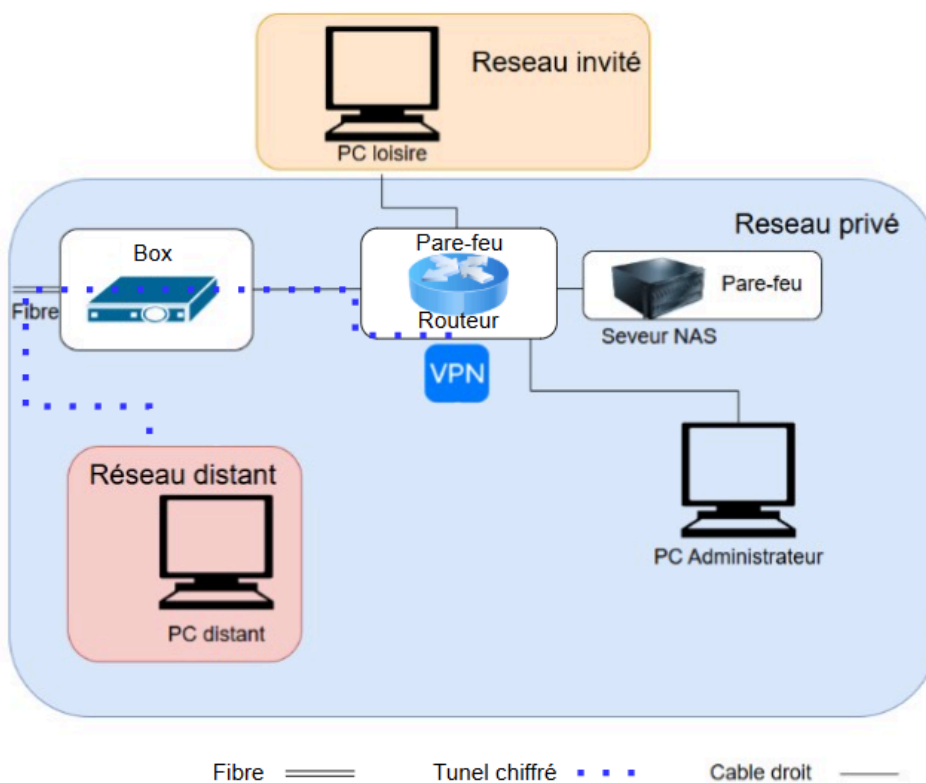 Reseau invité
PC loisire
Reseau privé
Box
Pare-feu
Pare-feu
Fibre
Routeur
Seveur NAS
VPN
Réseau distant
PC Administrateur
PC distant
Fibre
Tunel chiffré
Cable droit